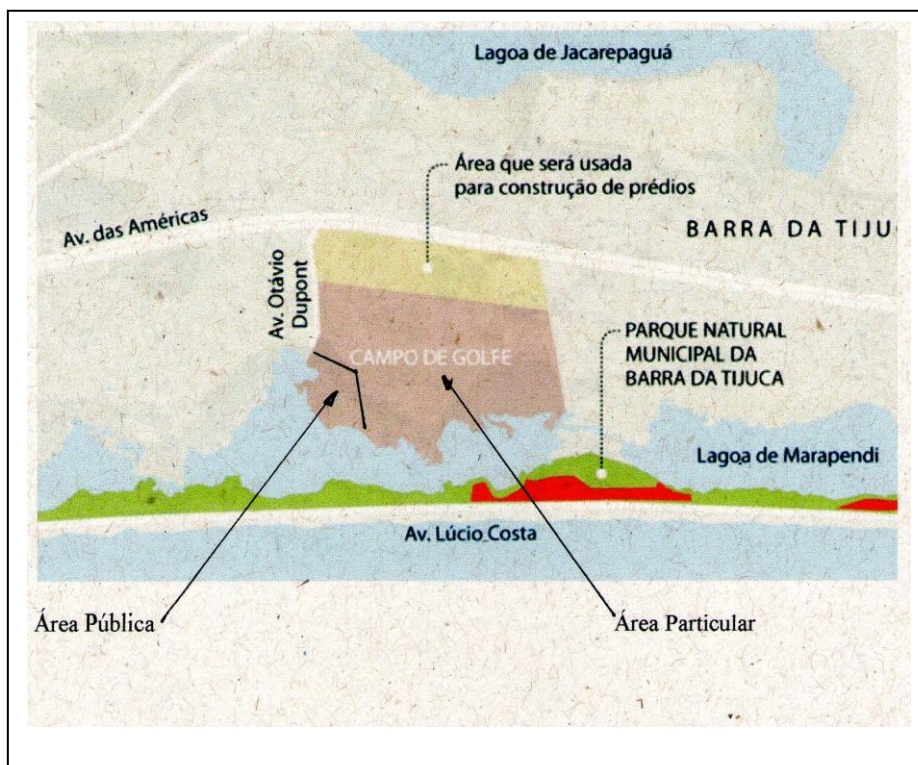 Lagoa de Jacarepaguá
Área que será usada
para construção de prédios
Av. das Américas
BARRA DA TIJU
Av. Otávio
Dupont
CAMPO DE GOLFE
PARQUE NATURAL
MUNICIPAL DA
BARRA DA TIJUCA
Lagoa de Marapendi
Av. Lúcio Costa
Área Pública
Área Particular